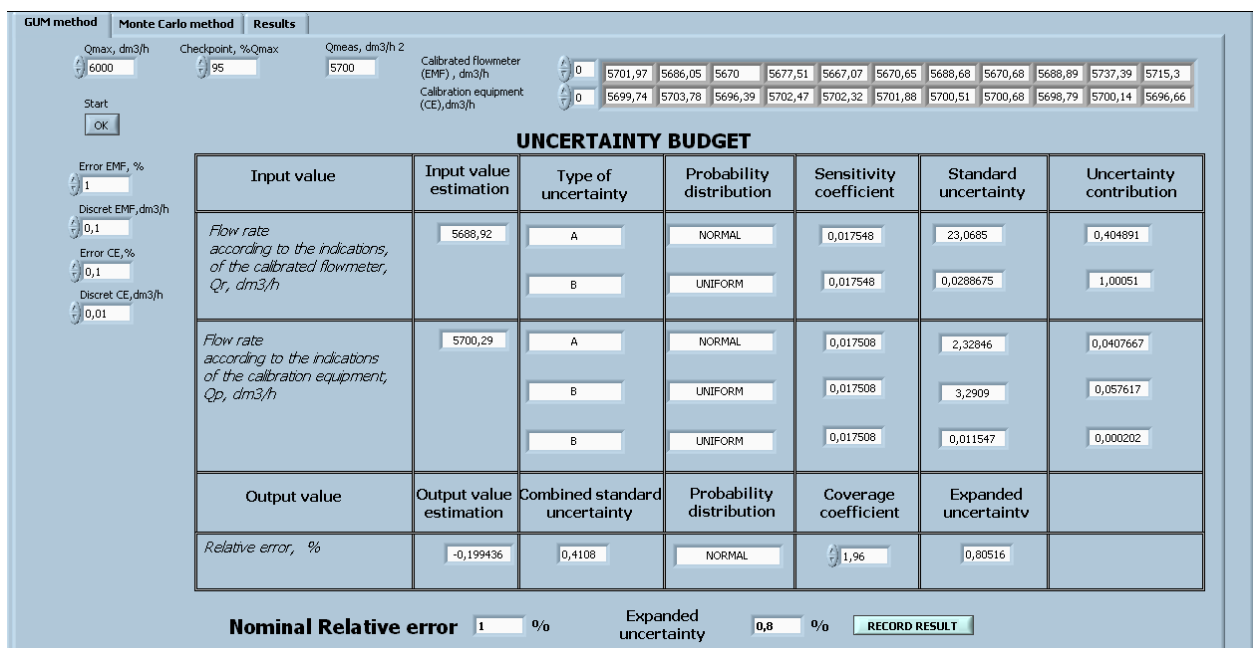 GUM method Monte Carlo method Results
Qmax, dm3/h Checkpoint, %Qmax Qmeas, dm3/h 2
6000 95 5700
Calibrated flowmeter
(EMF) , dm3/h
0 5701,97 5686,05 5670 5677,51 5667,07 5670,65 5688,68 5670,68 5688,89 5737,39 5715,3
Calibration equipment
(CE),dm3/h
0 5699,74 5703,78 5696,39 5702,47 5702,32 5701,88 5700,51 5700,68 5698,79 5700,14 5696,66
Start
OK
UNCERTAINTY BUDGET
Error EMF, %
1
Discret EMF,dm3/h
0,1
Error CE,%
0,1
Discret CE,dm3/h
0,01
Input value
Input value
estimation
Type of
uncertainty
Probability
distribution
Sensitivity
coefficient
Standard
uncertainty
Uncertainty
contribution
Flow rate
according to the indications,
of the calibrated flowmeter,
Qr, dm3/h
5688,92 A NORMAL 0,017548 23,0685 0,404891
B UNIFORM 0,017548 0,0288675 1,00051
Flow rate
according to the indications
of the calibration equipment,
Qp, dm3/h
5700,29 A NORMAL 0,017508 2,32846 0,0407667
B UNIFORM 0,017508 3,2909 0,057617
B UNIFORM 0,017508 0,011547 0,000202
Output value
Output value
estimation
Combined standard
uncertainty
Probability
distribution
Coverage
coefficient
Expanded
uncertaintv
Relative error, % -0,199436 0,4108 NORMAL 1,96 0,80516
Nominal Relative error 1 %
Expanded
uncertainty
0,8 % RECORD RESULT